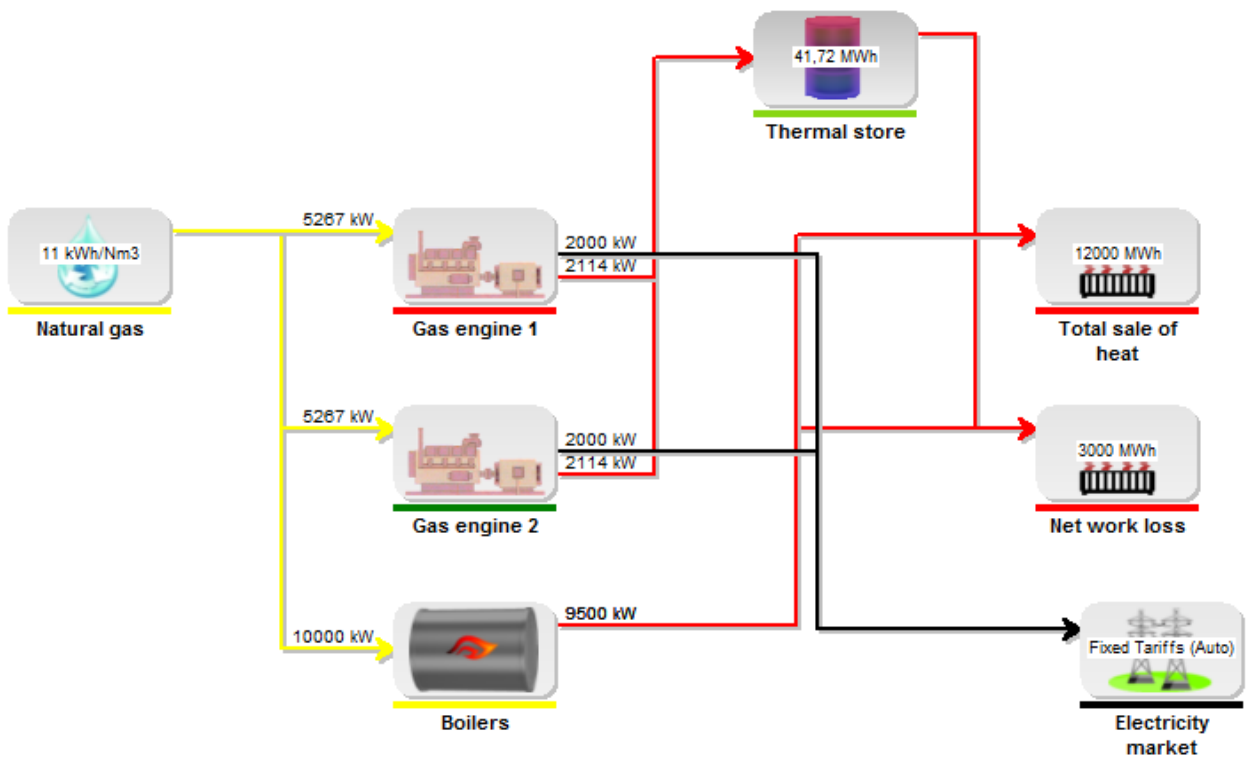 41,72 MWh
Thermal store
5267 kW
11 kWh/Nm3
Natural gas
2000 kW
2114 kW
Gas engine 1
12000 MWh
Total sale of
heat
5267 kW
2000 kW
2114 kW
Gas engine 2
3000 MWh
Net work loss
10000 kW
9500 kW
Boilers
Fixed Tariffs (Auto)
Electricity
market